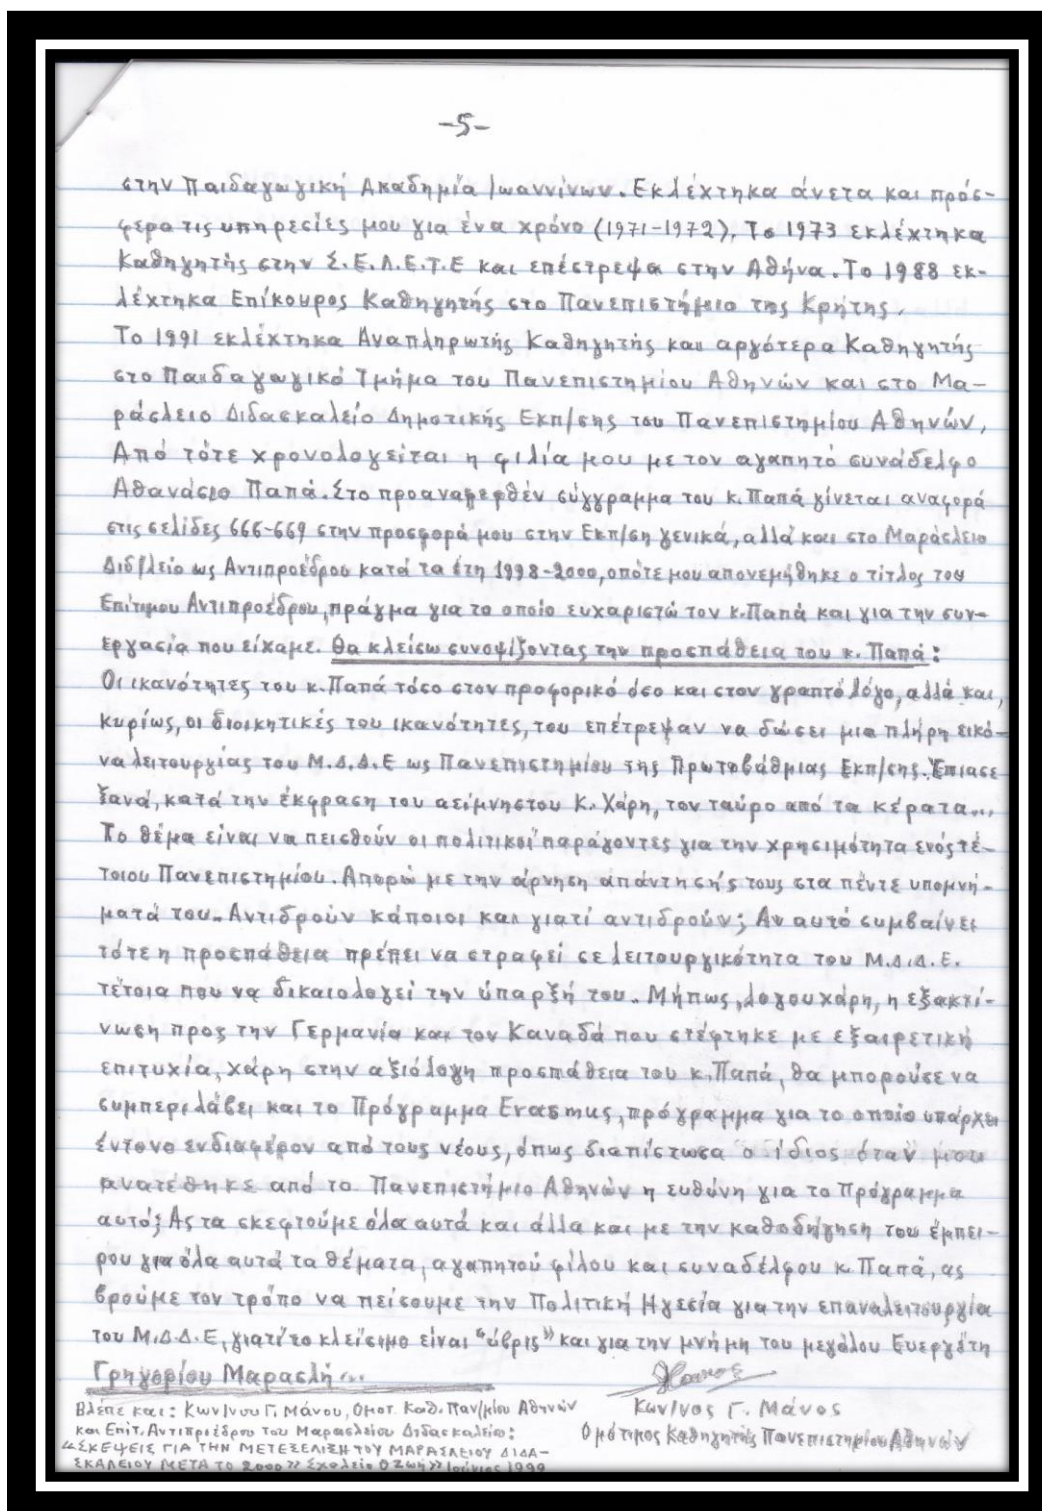 -5-
στην Παιδαγωγική Ακαδημία Ιωαννίνων. Εκλέχτηκα άνετα και πρόσ-
φερα τις υπηρεσίες μου για ένα χρόνο (1971-1972). Το 1973 εκλέχτηκα
Καθηγητής στην Σ.Ε.Λ.Ε.Τ.Ε και επέστρεψα στην Αθήνα. Το 1988 εκ-
λέχτηκα Επίκουρος Καθηγητής στο Πανεπιστήμιο της Κρήτης.
Το 1991 εκλέχτηκα Αναπληρωτής Καθηγητής και αργότερα Καθηγητής
στο Παιδαγωγικό Τμήμα του Πανεπιστημίου Αθηνών και στο Μα-
ράσλειο Διδασκαλείο Δημοτικής Εκπ/σης του Πανεπιστημίου Αθηνών.
Από τότε χρονολογείται η φιλία μου με τον αγαπητό συνάδελφο
Αθανάσιο Παπά. Στο προαναφερθέν σύγγραμμα του κ. Παπά γίνεται αναφορά
στις σελίδες 666-669 στην προσφορά μου στην Εκπ/ση γενικά, αλλά και στο Μαράσλειο
Διδ/λείο ως Αντιπροέδρου κατά τα έτη 1998-2000, οπότε μου απονεμήθηκε ο τίτλος του
Επίτιμου Αντιπροέδρου, πράγμα για το οποίο ευχαριστώ τον κ. Παπά και για την συν-
εργασία που είχαμε. Θα κλείσω συνοψίζοντας την προσπάθεια του κ. Παπά:
Οι ικανότητες του κ. Παπά τόσο στον προφορικό όσο και στον γραπτό λόγο, αλλά και,
κυρίως, οι διοικητικές του ικανότητες, του επέτρεψαν να δώσει μια πλήρη εικό-
να λειτουργίας του Μ.Δ.Δ.Ε ως Πανεπιστημίου της Πρωτοβάθμιας Εκπ/σης. Έπιασε
ξανά, κατά την έκφραση του αείμνηστου Κ. Χάρη, τον ταύρο από τα κέρατα...
Το θέμα είναι να πεισθούν οι πολιτικοί παράγοντες για την χρησιμότητα ενός τέ-
τοιου Πανεπιστημίου. Απορώ με την άρνηση απάντησής τους στα πέντε υπομνή-
ματά του. Αντιδρούν κάποιοι και γιατί αντιδρούν; Αν αυτό συμβαίνει
τότε η προσπάθεια πρέπει να στραφεί σε λειτουργικότητα του Μ.Δ.Δ.Ε.
τέτοια που να δικαιολογεί την ύπαρξή του. Μήπως, λόγου χάρη, η εξακτί-
νωση προς την Γερμανία και τον Καναδά που στέφτηκε με εξαιρετική
επιτυχία, χάρη στην αξιόλογη προσπάθεια του κ. Παπά, θα μπορούσε να
συμπεριλάβει και το Πρόγραμμα Erasmus, πρόγραμμα για το οποίο υπάρχει
έντονο ενδιαφέρον από τους νέους, όπως διαπίστωσα ο ίδιος όταν μου
ανατέθηκε από το Πανεπιστήμιο Αθηνών η ευθύνη για το Πρόγραμμα
αυτό; Ας τα σκεφτούμε όλα αυτά και άλλα και με την καθοδήγηση του έμπει-
ρου για όλα αυτά τα θέματα, αγαπητού φίλου και συναδέλφου κ. Παπά, ας
βρούμε τον τρόπο να πείσουμε την Πολιτική Ηγεσία για την επαναλειτουργία
του Μ.Δ.Δ.Ε, γιατί το κλείσιμο είναι "ύβρις" και για την μνήμη του μεγάλου Ευεργέτη
Γρηγορίου Μαρασλή...
Βλέπε και: Κων/νου Γ. Μάνου, Ομοτ. Καθ. Παν/μίου Αθηνών
και Επίτ. Αντιπροέδρου του Μαρασλείου Διδασκαλείου:
«ΣΚΕΨΕΙΣ ΓΙΑ ΤΗΝ ΜΕΤΕΞΕΛΙΞΗ ΤΟΥ ΜΑΡΑΣΛΕΙΟΥ ΔΙΔΑ-
ΣΚΑΛΕΙΟΥ ΜΕΤΑ ΤΟ 2000» Σχολείο & Ζωή» Ιούνιος 1999
Κων/νος Γ. Μάνος
Ομότιμος Καθηγητής Πανεπιστημίου Αθηνών